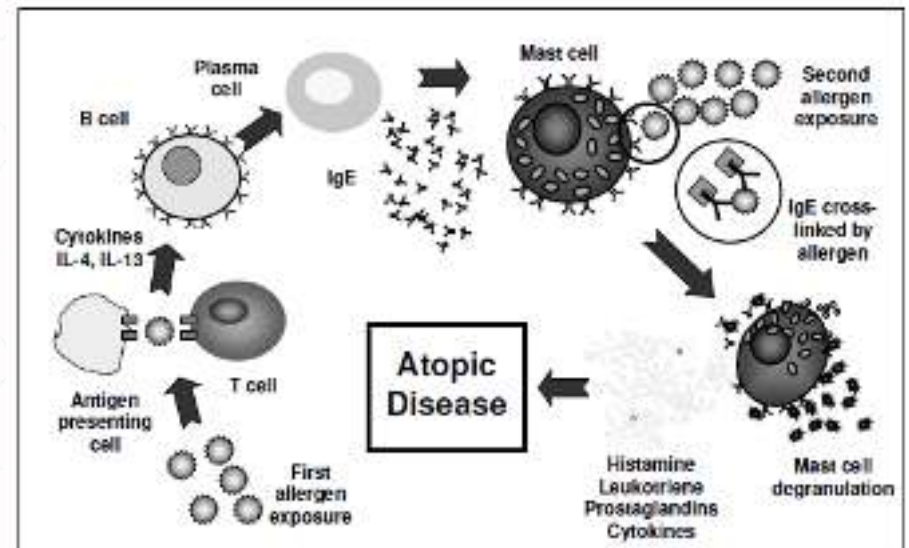 Mast cell
Plasma
cell
Second
allergen
exposure
B cell
IgE
IgE cross-
linked by
allergen
Cytokines
IL-4, IL-13
T cell
Antigen
presenting
cell
Atopic
Disease
First
allergen
exposure
Histamine
Leukotriene
Prostaglandins
Cytokines
Mast cell
degranulation